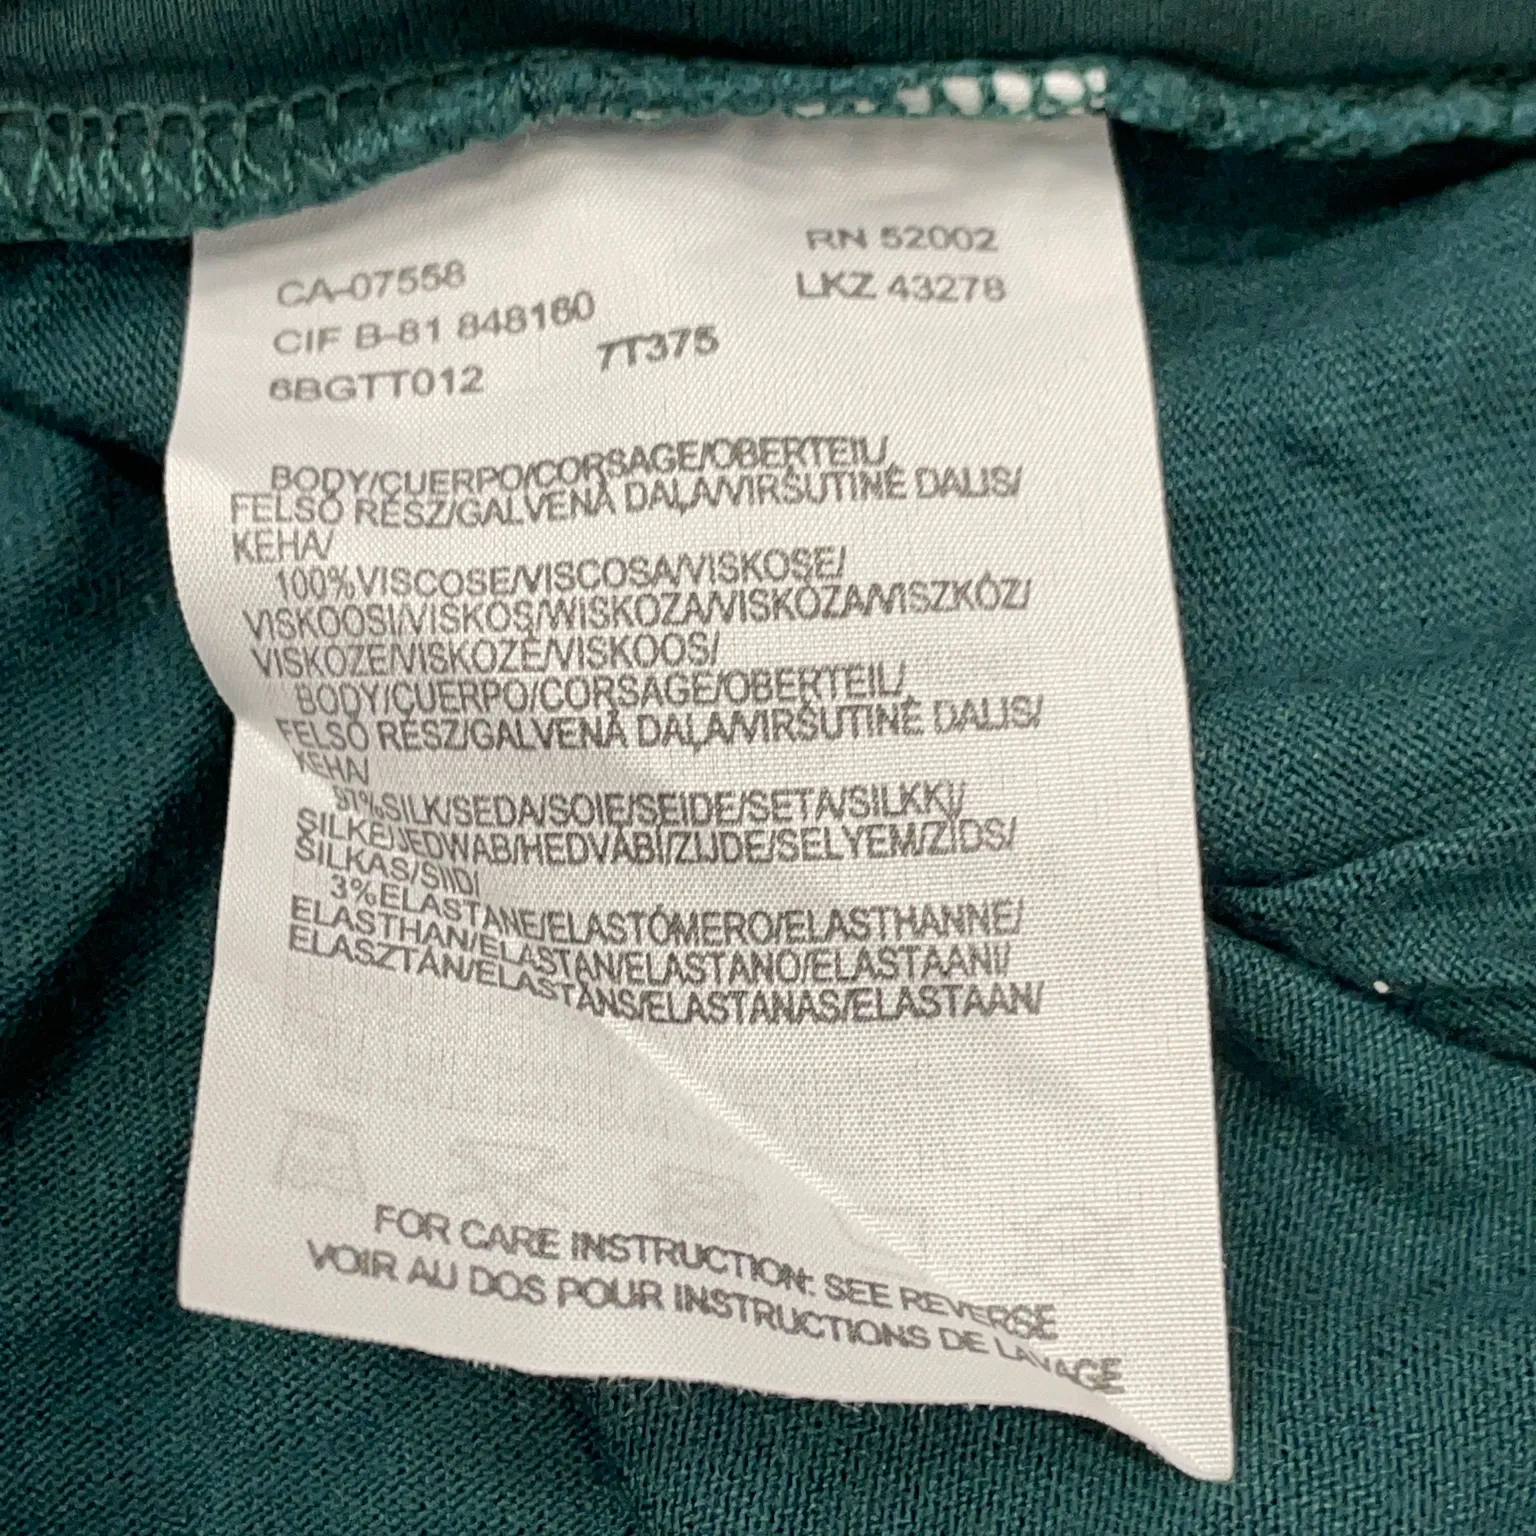 RN 52002
CA-07558
LKZ 43278
CIF B-81 848160
7T375
6BGTT012
BODY/CUERPO/CORSAGE/OBERTEIL/
FELSŐ RÉSZ/GALVENĀ DAĻA/VIRŠUTINĖ DALIS/
KEHA/
100%VISCOSE/VISCOSA/VISKOSE/
VISKOOSI/VISKOS/WISKOZA/VISKÓZA/VISZKÓZ/
VISKOZE/VISKOZĖ/VISKOOS/
BODY/CUERPO/CORSAGE/OBERTEIL/
FELSŐ RÉSZ/GALVENĀ DAĻA/VIRŠUTINĖ DALIS/
KEHA/
97%SILK/SEDA/SOIE/SEIDE/SETA/SILKKI/
SILKE/JEDWAB/HEDVÁBÍ/ZIJDE/SELYEM/ZĪDS/
ŠILKAS/SIIDI
3%ELASTANE/ELASTÓMERO/ELASTHANNE/
ELASTHAN/ELASTAN/ELASTANO/ELASTAANI/
ELASZTÁN/ELASTĀNS/ELASTANAS/ELASTAAN/
FOR CARE INSTRUCTION: SEE REVERSE
VOIR AU DOS POUR INSTRUCTIONS DE LAVAGE